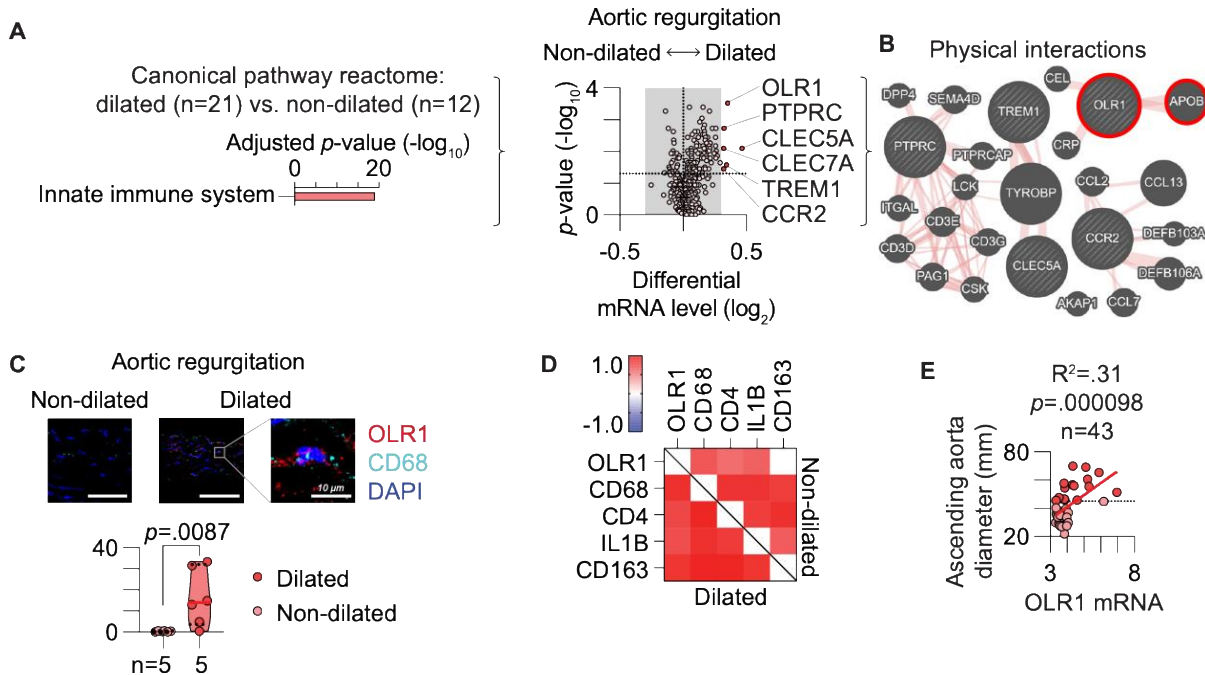 A
Canonical pathway reactome:
dilated (n=21) vs. non-dilated (n=12)
Adjusted p-value (-log10)
0 20
Innate immune system
Aortic regurgitation
Non-dilated ⟷ Dilated
p-value (-log10)
4
0
-0.5 0.5
Differential
mRNA level (log2)
OLR1
PTPRC
CLEC5A
CLEC7A
TREM1
CCR2
B
Physical interactions
CEL
DPP4
SEMA4D
TREM1
OLR1
APOB
PTPRC
CRP
PTPRCAP
LCK
TYROBP
CCL2
CCL13
ITGAL
CD3E
CD3D
CD3G
CCR2
DEFB103A
CLEC5A
DEFB106A
PAG1
CSK
AKAP1
CCL7
C
Aortic regurgitation
Non-dilated Dilated
OLR1
CD68
DAPI
10 µm
p=.0087
40
0
n=5 5
Dilated
Non-dilated
D
1.0
-1.0
OLR1
CD68
CD4
IL1B
CD163
OLR1
CD68
CD4
IL1B
CD163
Non-dilated
Dilated
E
R²=.31
p=.000098
n=43
Ascending aorta
diameter (mm)
80
20
3 8
OLR1 mRNA